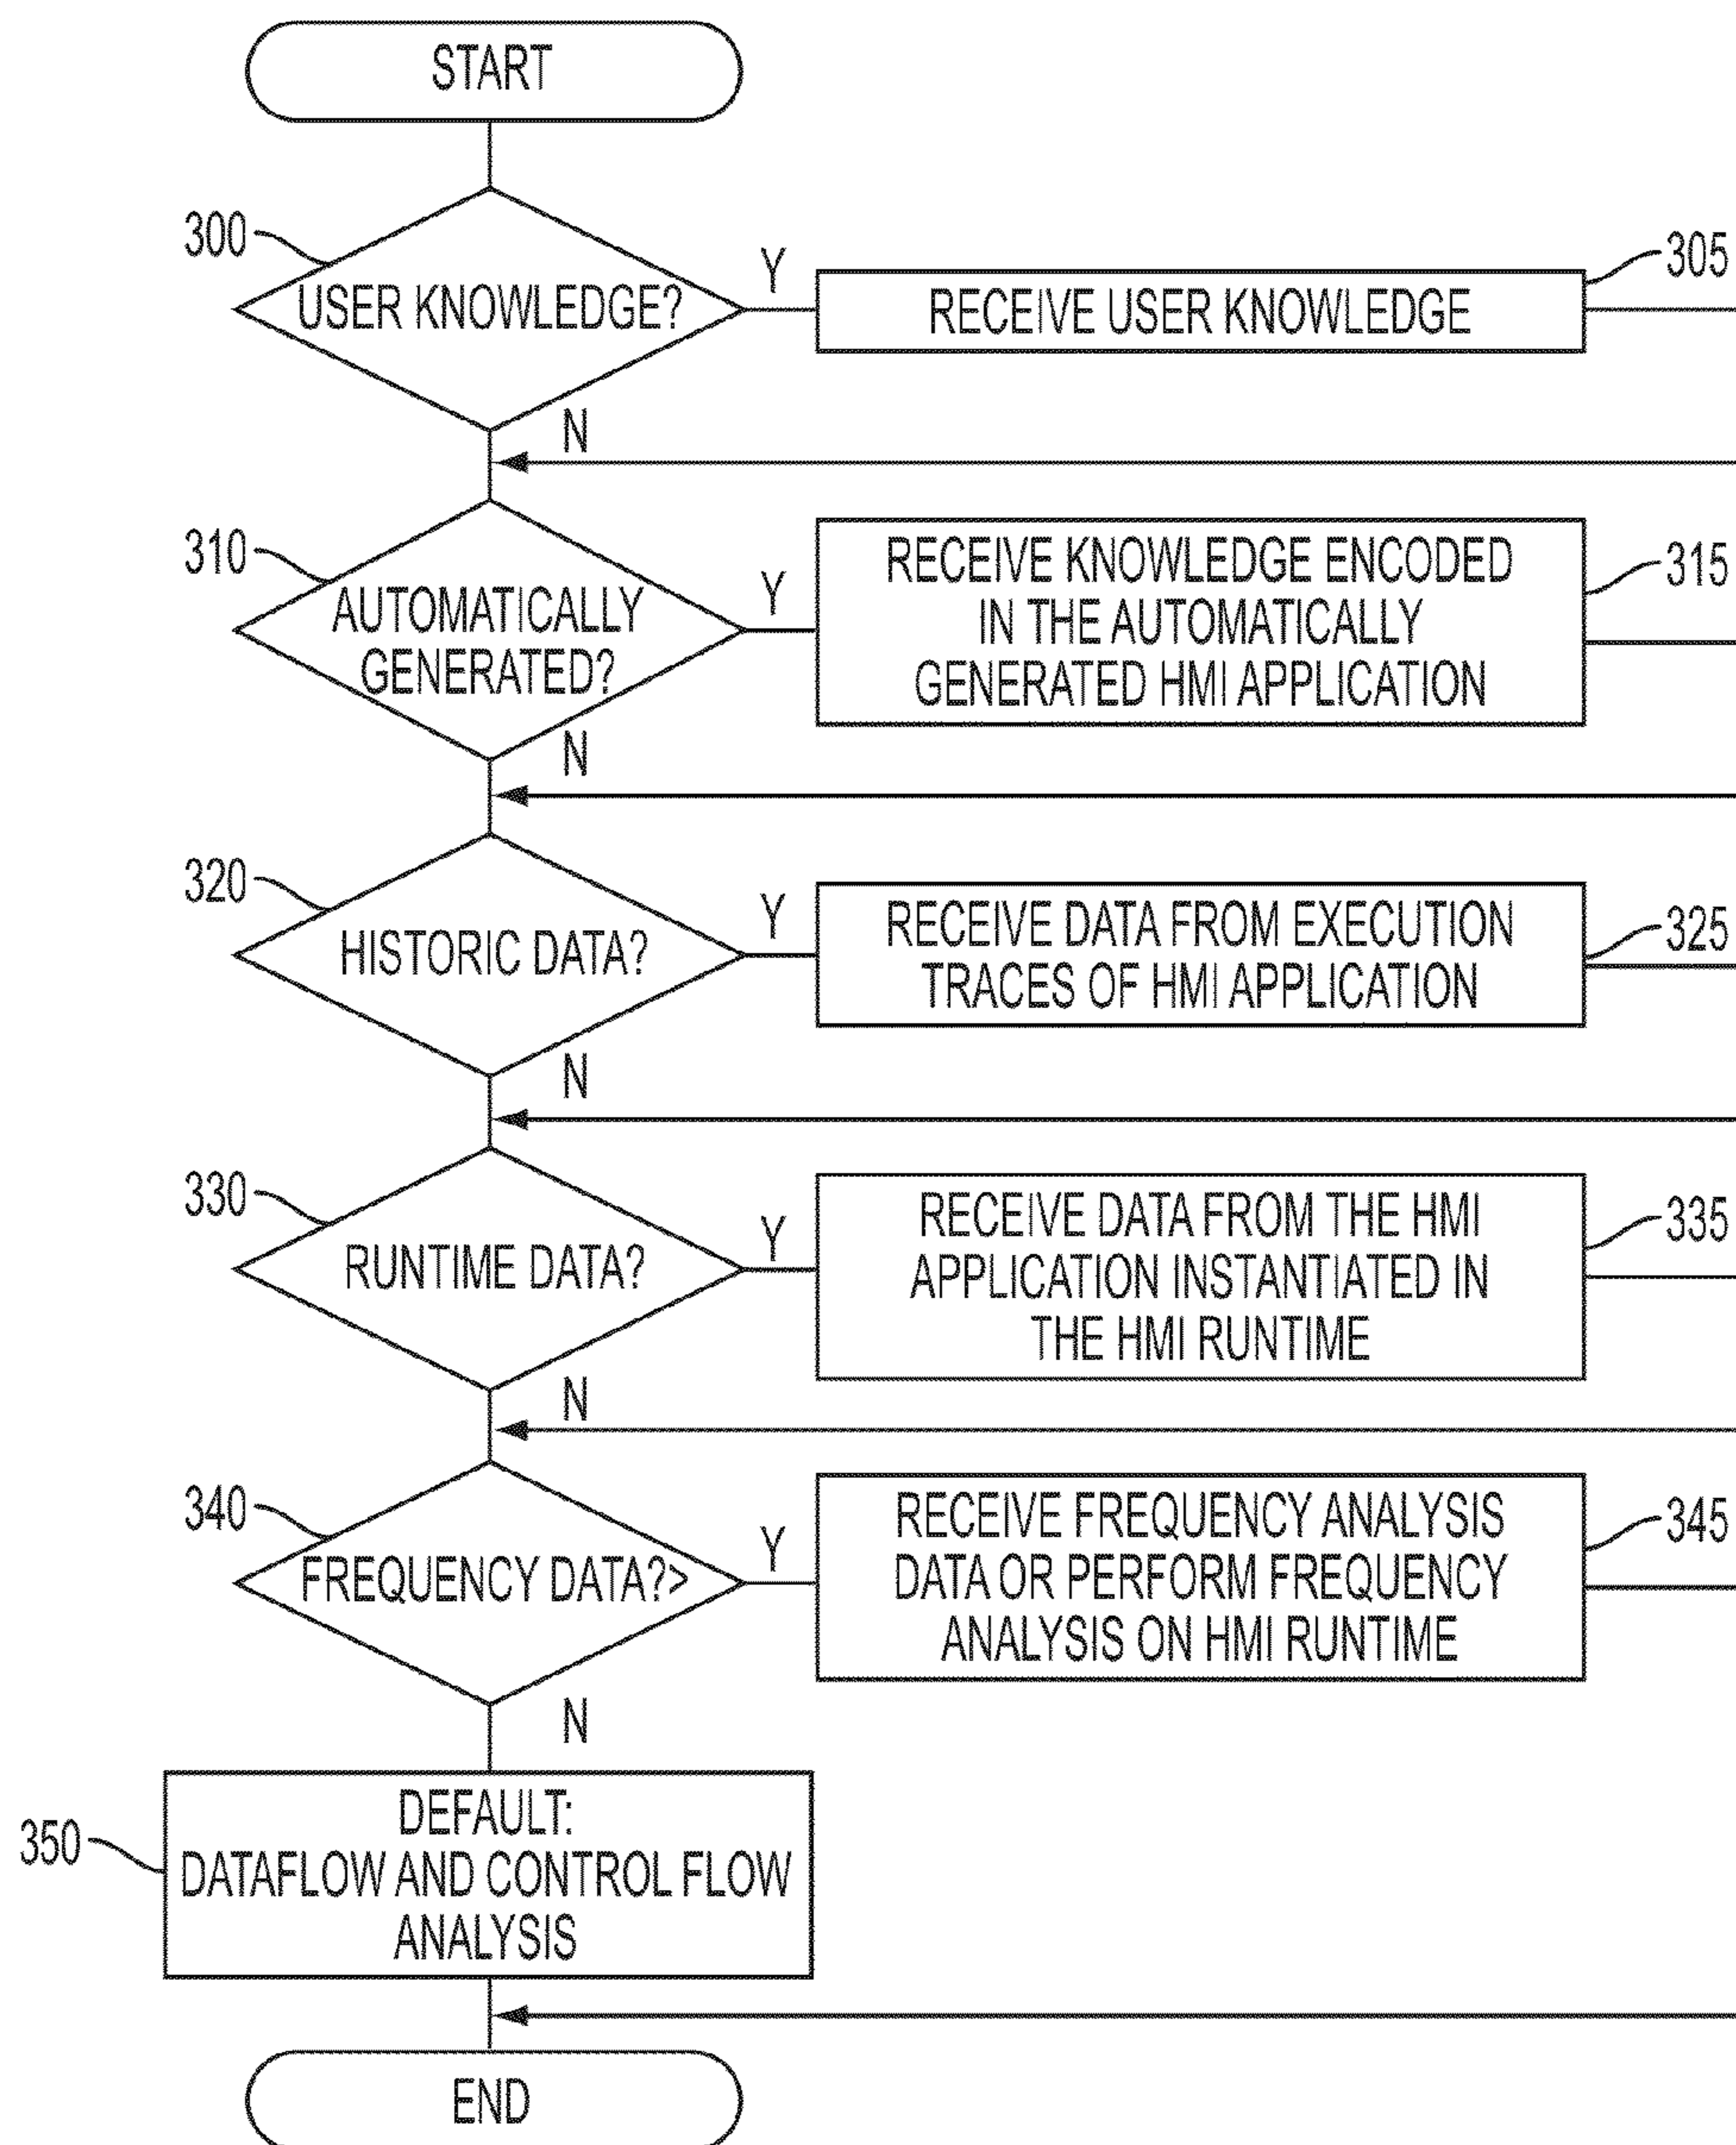 START
300
USER KNOWLEDGE?
Y
RECEIVE USER KNOWLEDGE
305
N
310
AUTOMATICALLY
GENERATED?
Y
RECEIVE KNOWLEDGE ENCODED
IN THE AUTOMATICALLY
GENERATED HMI APPLICATION
315
N
320
HISTORIC DATA?
Y
RECEIVE DATA FROM EXECUTION
TRACES OF HMI APPLICATION
325
N
330
RUNTIME DATA?
Y
RECEIVE DATA FROM THE HMI
APPLICATION INSTANTIATED IN
THE HMI RUNTIME
335
N
340
FREQUENCY DATA?>
Y
RECEIVE FREQUENCY ANALYSIS
DATA OR PERFORM FREQUENCY
ANALYSIS ON HMI RUNTIME
345
N
350
DEFAULT:
DATAFLOW AND CONTROL FLOW
ANALYSIS
END